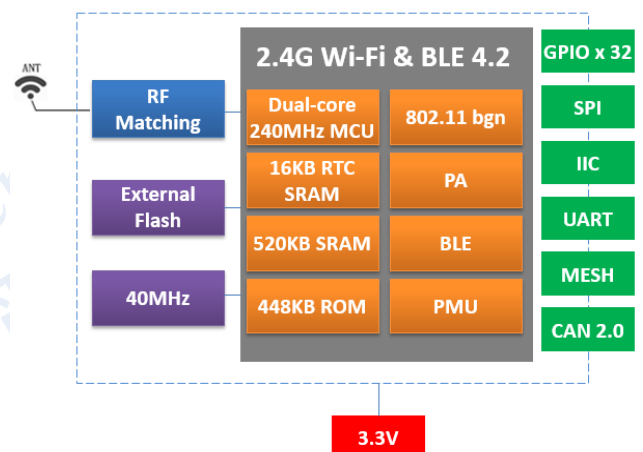 ANT
RF
Matching
External
Flash
40MHz
2.4G Wi-Fi & BLE 4.2
Dual-core
240MHz MCU
802.11 bgn
16KB RTC
SRAM
PA
520KB SRAM
BLE
448KB ROM
PMU
GPIO x 32
SPI
IIC
UART
MESH
CAN 2.0
3.3V